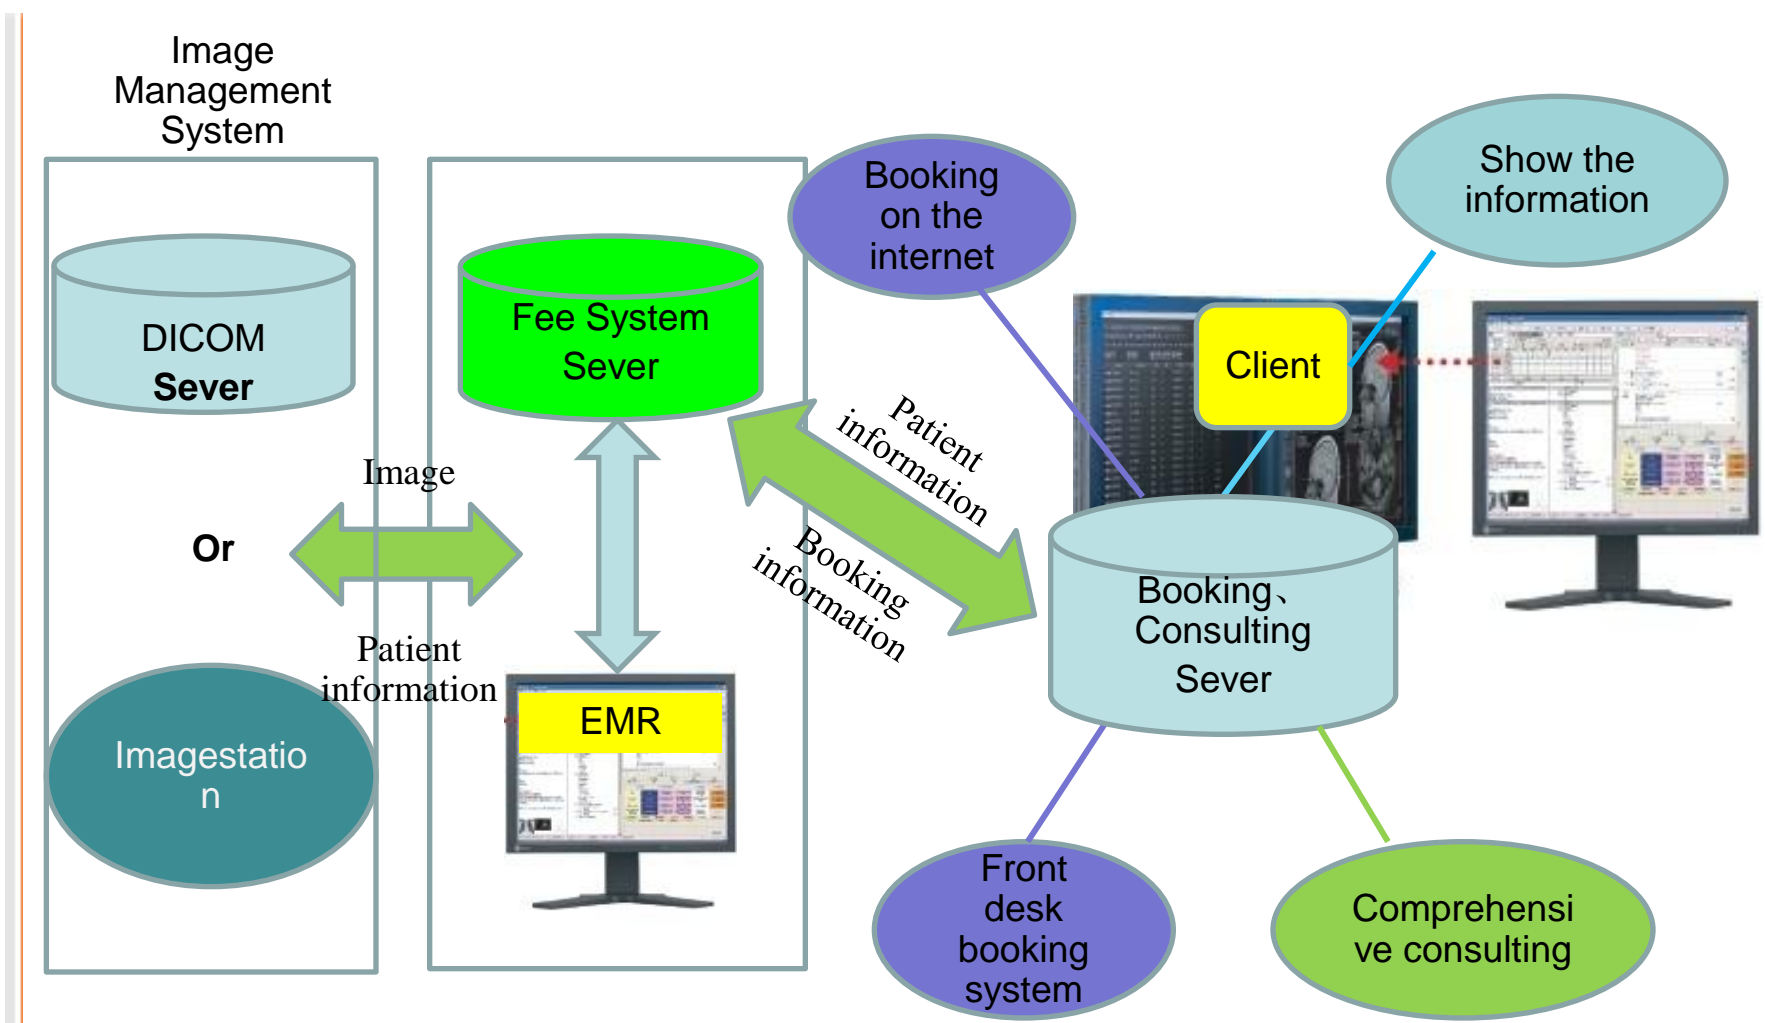 Image
Management
System
DICOM
Sever
Or
Imagestatio
n
Image
Patient
information
Fee System
Sever
EMR
Patient
information
Booking
information
Booking
on the
internet
Show the
information
Client
Booking、
Consulting
Sever
Front
desk
booking
system
Comprehensi
ve consulting